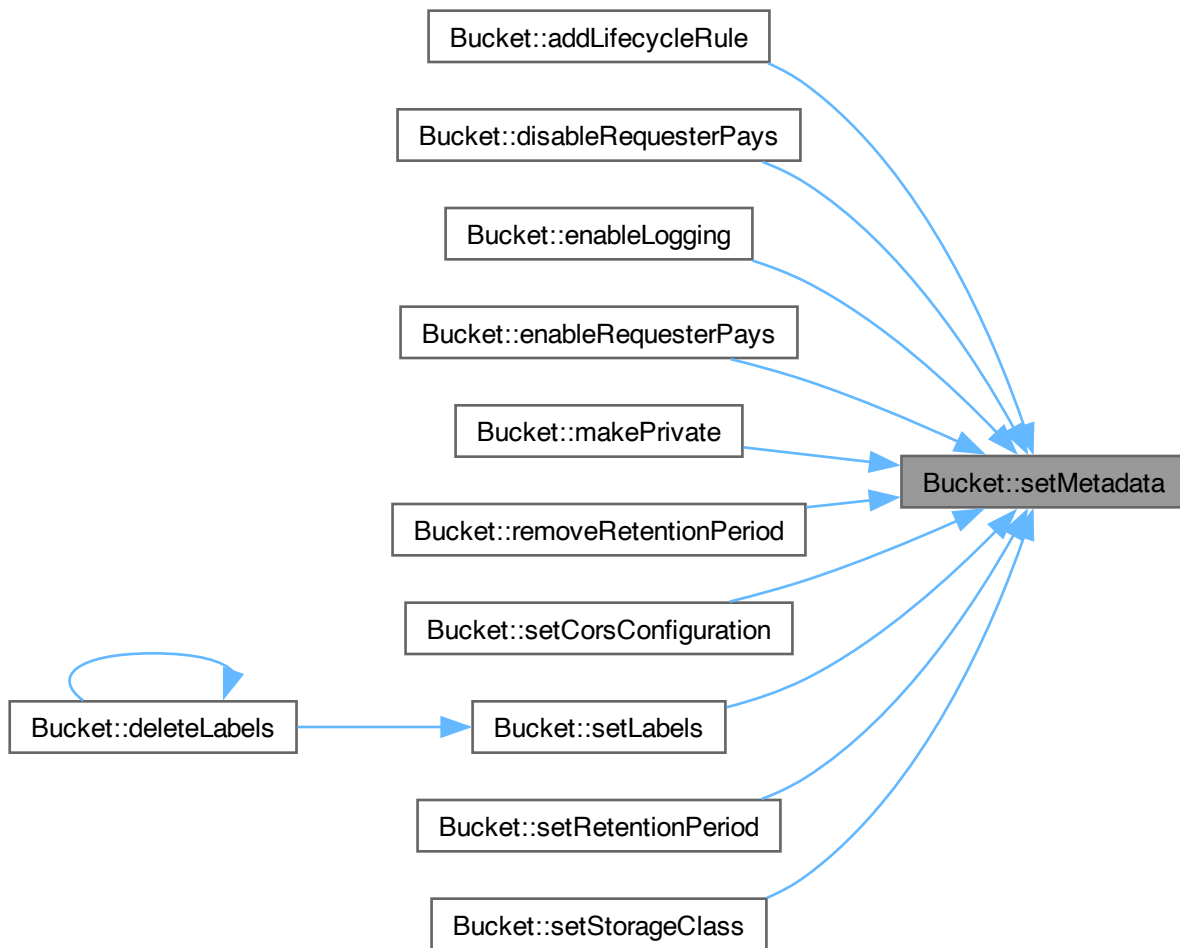 Bucket::addLifecycleRule
Bucket::disableRequesterPays
Bucket::enableLogging
Bucket::enableRequesterPays
Bucket::makePrivate
Bucket::setMetadata
Bucket::removeRetentionPeriod
Bucket::setCorsConfiguration
Bucket::deleteLabels
Bucket::setLabels
Bucket::setRetentionPeriod
Bucket::setStorageClass